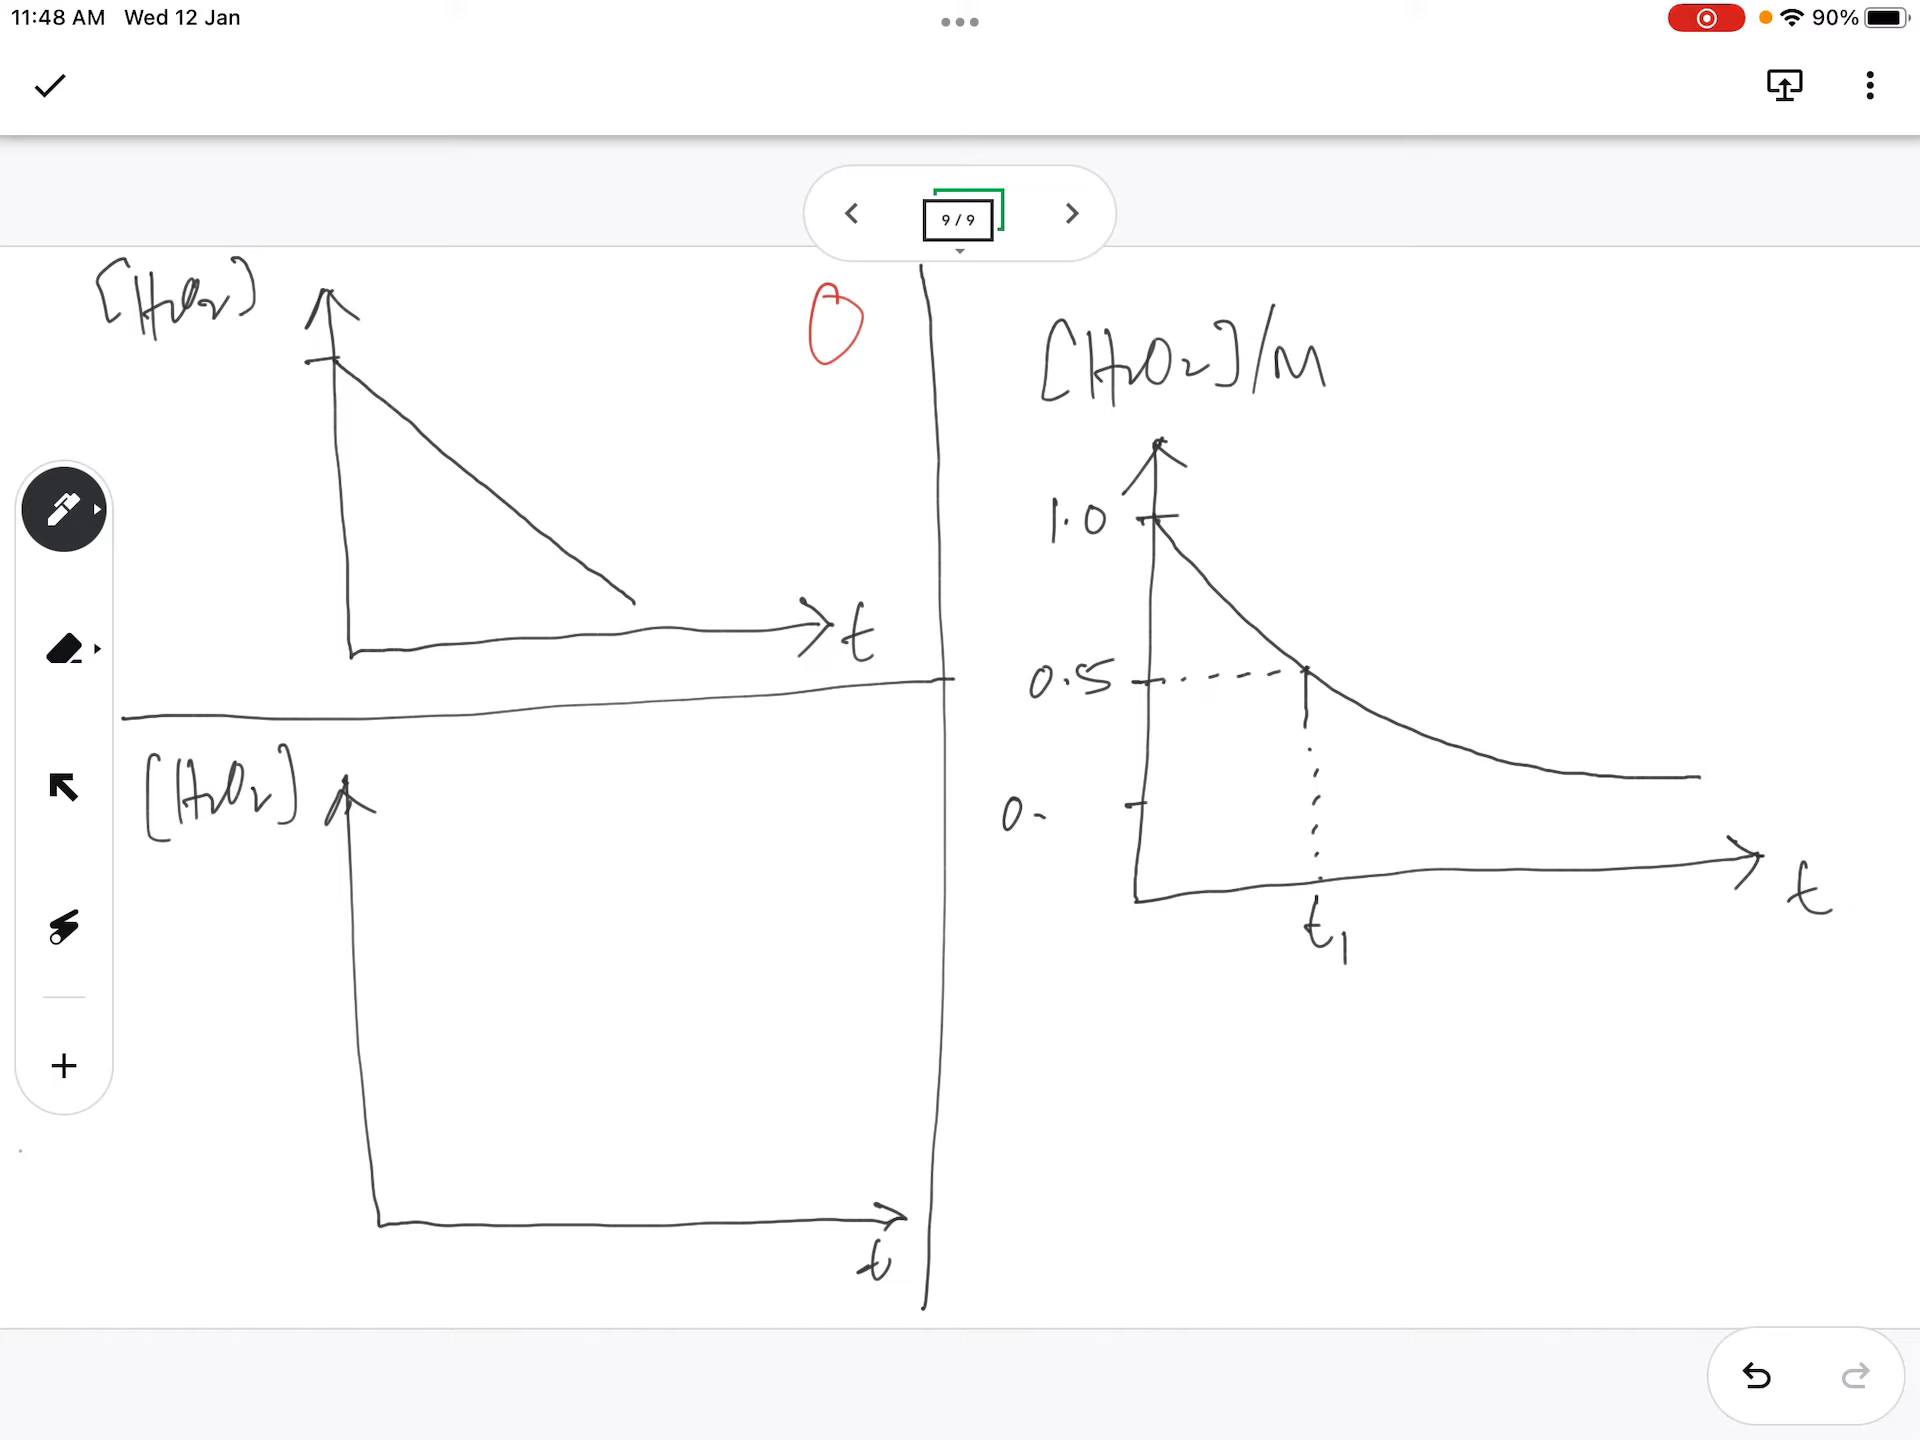 11:48 AM Wed 12 Jan
90%
9 / 9
[H₂O₂]
0
t
[H₂O₂]
t
[H₂O₂]/M
1.0
0.5
0.
t
t₁